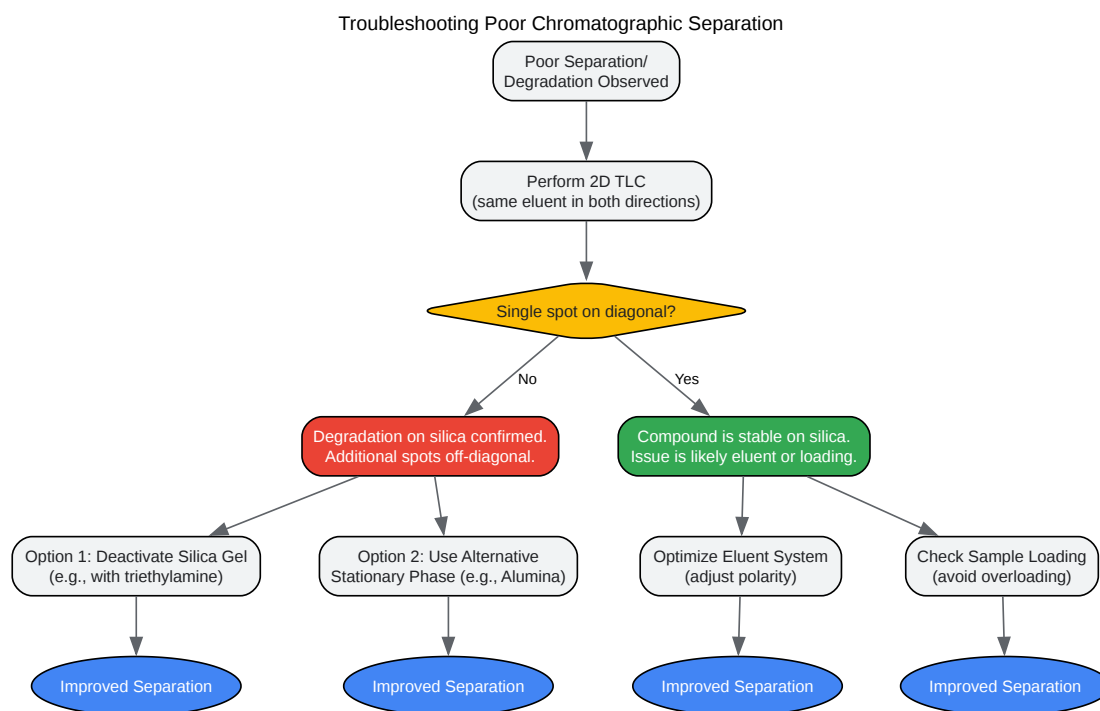 Troubleshooting Poor Chromatographic Separation
Poor Separation/
Degradation Observed
Perform 2D TLC
(same eluent in both directions)
Single spot on diagonal?
No
Yes
Degradation on silica confirmed.
Additional spots off-diagonal.
Compound is stable on silica.
Issue is likely eluent or loading.
Option 1: Deactivate Silica Gel
(e.g., with triethylamine)
Option 2: Use Alternative
Stationary Phase (e.g., Alumina)
Optimize Eluent System
(adjust polarity)
Check Sample Loading
(avoid overloading)
Improved Separation
Improved Separation
Improved Separation
Improved Separation